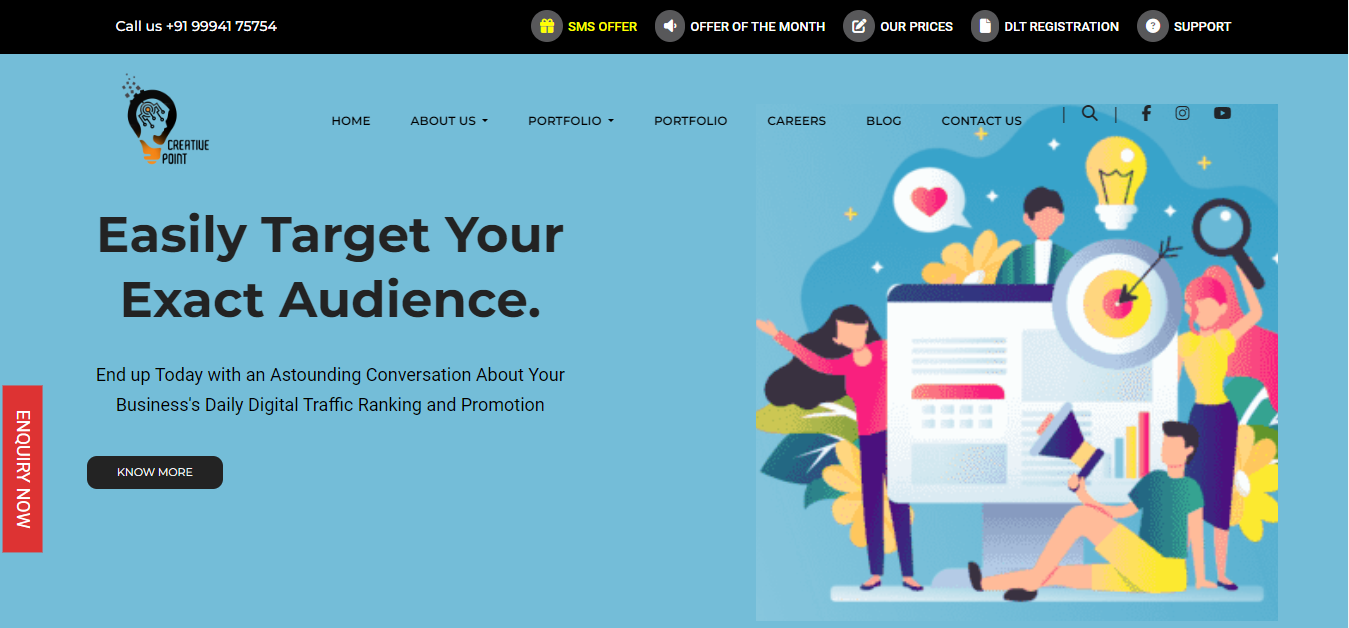 Call us +91 99941 75754
SMS OFFER
OFFER OF THE MONTH
OUR PRICES
DLT REGISTRATION
SUPPORT
CREATIVE
POINT
HOME
ABOUT US
PORTFOLIO
PORTFOLIO
CAREERS
BLOG
CONTACT US
Easily Target Your
Exact Audience.
End up Today with an Astounding Conversation About Your
Business's Daily Digital Traffic Ranking and Promotion
KNOW MORE
ENQUIRY NOW